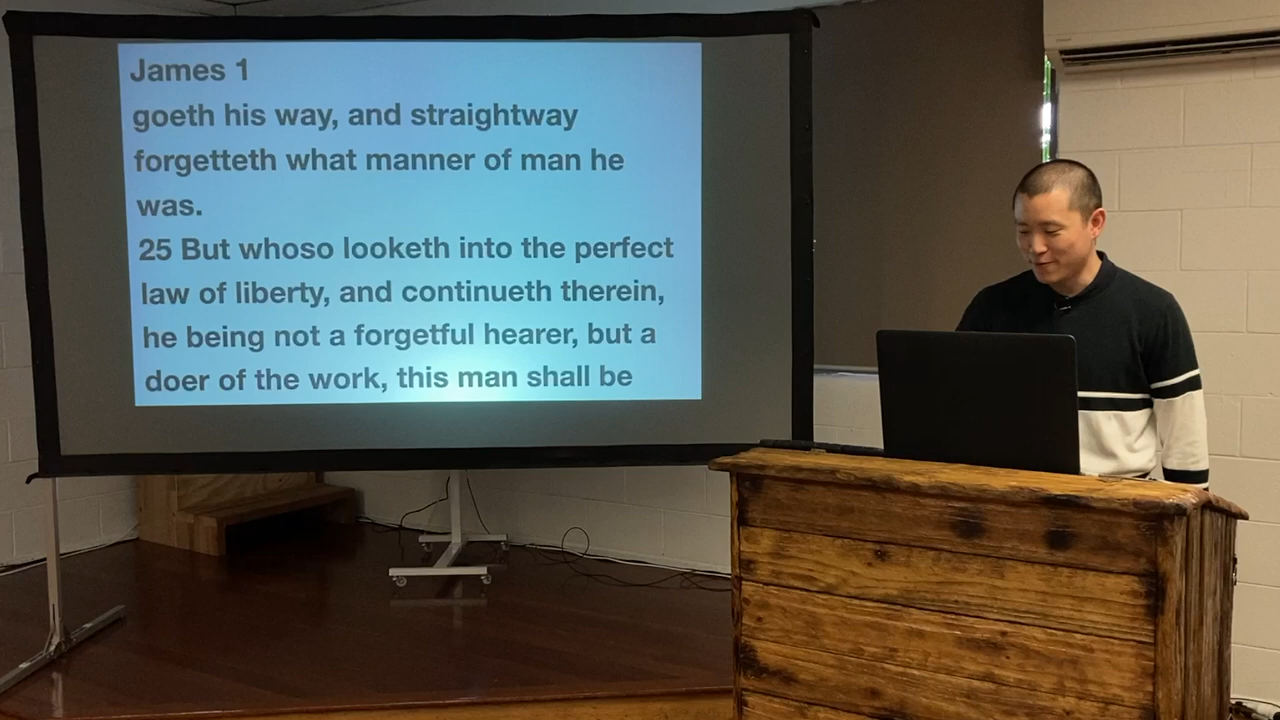 James 1
goeth his way, and straightway
forgetteth what manner of man he
was.
25 But whoso looketh into the perfect
law of liberty, and continueth therein,
he being not a forgetful hearer, but a
doer of the work, this man shall be